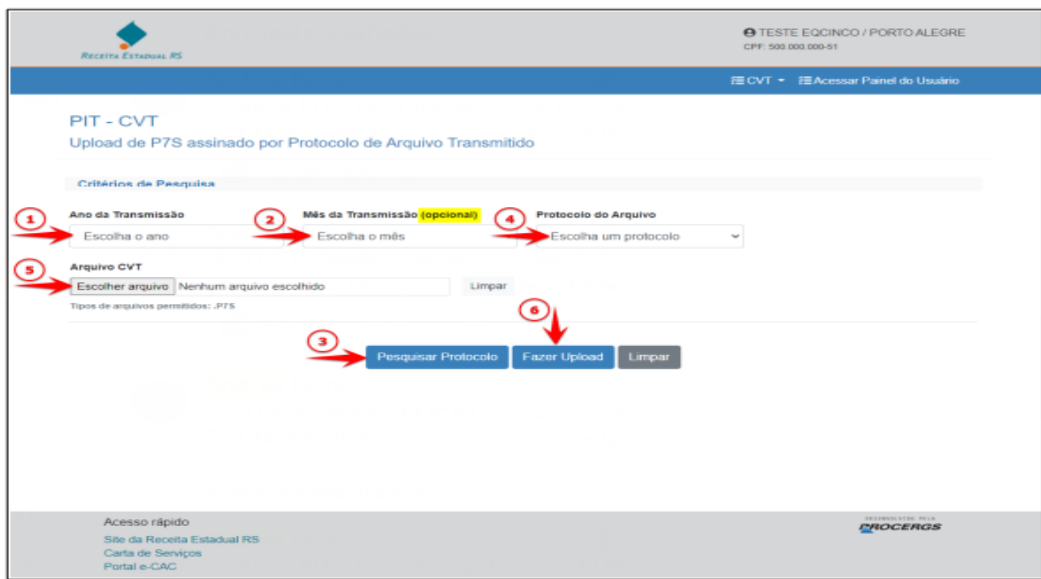 TESTE EQCINCO / PORTO ALEGRE
CPF: 500.000.000-51
RECEITA ESTADUAL RS
CVT
Acessar Painel do Usuário
PIT - CVT
Upload de P7S assinado por Protocolo de Arquivo Transmitido
Critérios de Pesquisa
1
Ano da Transmissão
2
Mês da Transmissão (opcional)
4
Protocolo do Arquivo
Escolha o ano
Escolha o mês
Escolha um protocolo
5
Arquivo CVT
Escolher arquivo Nenhum arquivo escolhido
Limpar
Tipos de arquivos permitidos: .P7S
6
3
Pesquisar Protocolo
Fazer Upload
Limpar
Acesso rápido
DESENVOLVIDO PELA
PROCERGS
Site da Receita Estadual RS
Carta de Serviços
Portal e-CAC